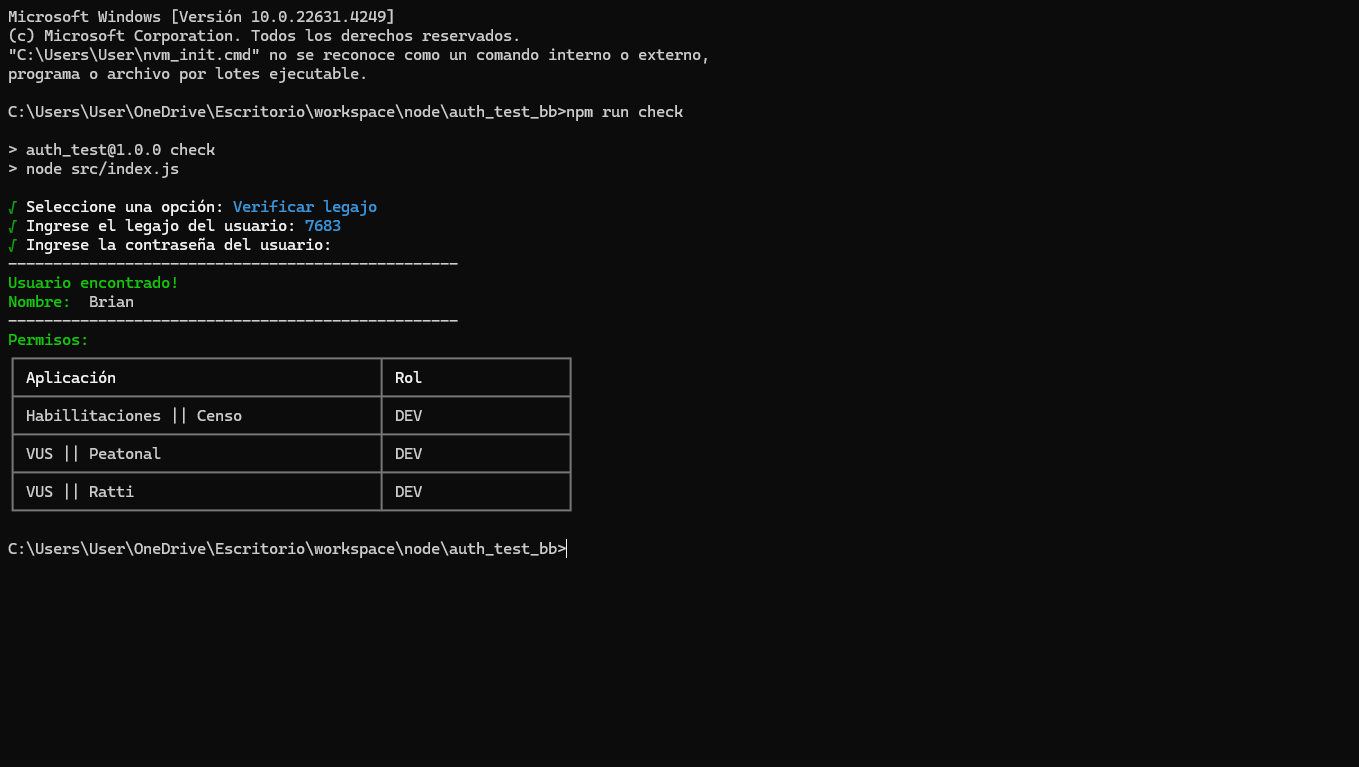 Microsoft Windows [Versión 10.0.22631.4249]
(c) Microsoft Corporation. Todos los derechos reservados.
"C:\Users\User\nvm_init.cmd" no se reconoce como un comando interno o externo,
programa o archivo por lotes ejecutable.
C:\Users\User\OneDrive\Escritorio\workspace\node\auth_test_bb>npm run check
> auth_test@1.0.0 check
> node src/index.js
√ Seleccione una opción: Verificar legajo
√ Ingrese el legajo del usuario: 7683
√ Ingrese la contraseña del usuario:
--------------------------------------------------
Usuario encontrado!
Nombre:  Brian
--------------------------------------------------
Permisos:
Aplicación Rol
Habillitaciones || Censo DEV
VUS || Peatonal DEV
VUS || Ratti DEV
C:\Users\User\OneDrive\Escritorio\workspace\node\auth_test_bb>